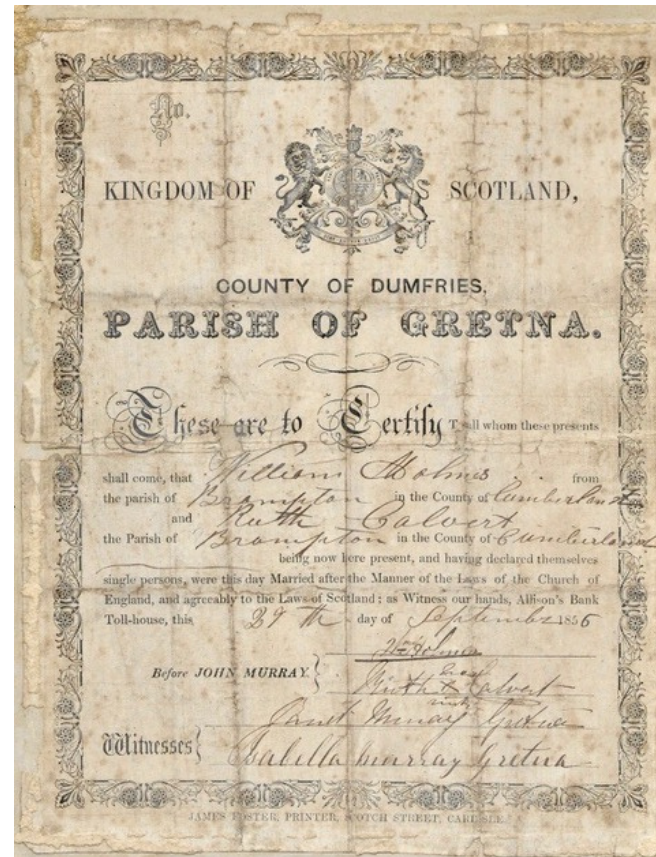 No.
KINGDOM OF SCOTLAND,
COUNTY OF DUMFRIES,
PARISH OF GRETNA.
These are to Certify To all whom these presents
shall come, that William Holmes from
the parish of Brampton in the County of Cumberland
and Ruth Calvert
the Parish of Brampton in the County of Cumberland
being now here present, and having declared themselves
single persons, were this day Married after the Manner of the Laws of the Church of
England, and agreeably to the Laws of Scotland; as Witness our hands, Allison's Bank
Toll-house, this 29th day of September 1856
Wm Holmes
Before JOHN MURRAY. Ruth X Calvert
Janet Murray Gretna
Witnesses Isabella Murray Gretna
JAMES FOSTER, PRINTER, SCOTCH STREET, CARLISLE.